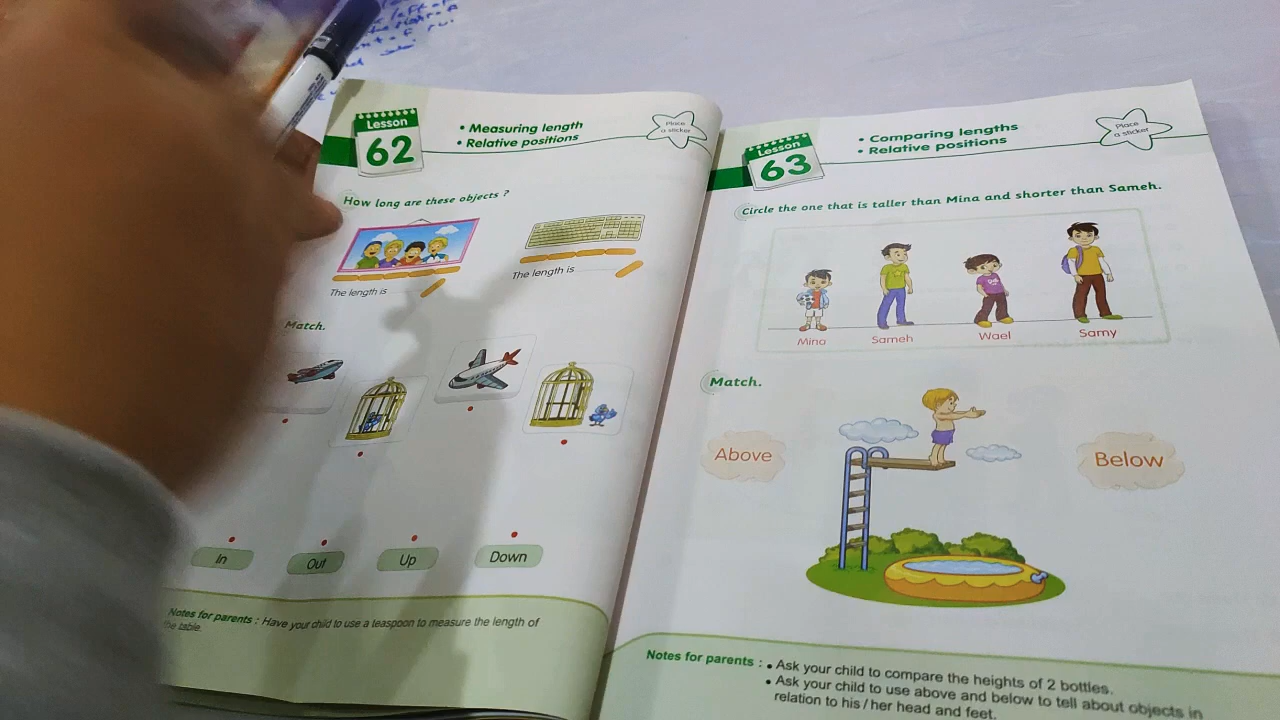 Lesson
62
• Measuring length
• Relative positions
Place
a sticker
How long are these objects ?
The length is
The length is
Match.
In
Out
Up
Down
Notes for parents : Have your child to use a teaspoon to measure the length of
the table.
Lesson
63
• Comparing lengths
• Relative positions
Place
a sticker
Circle the one that is taller than Mina and shorter than Sameh.
Mina
Sameh
Wael
Samy
Match.
Above
Below
Notes for parents : • Ask your child to compare the heights of 2 bottles.
• Ask your child to use above and below to tell about objects in
relation to his / her head and feet.